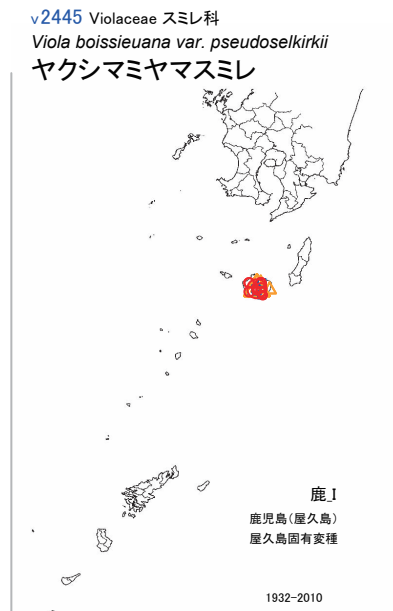 v2445 Violaceae スミレ科
Viola boissieuana var. pseudoselkirkii
ヤクシマミヤマスミレ
鹿_I
鹿児島(屋久島)
屋久島固有変種
1932-2010